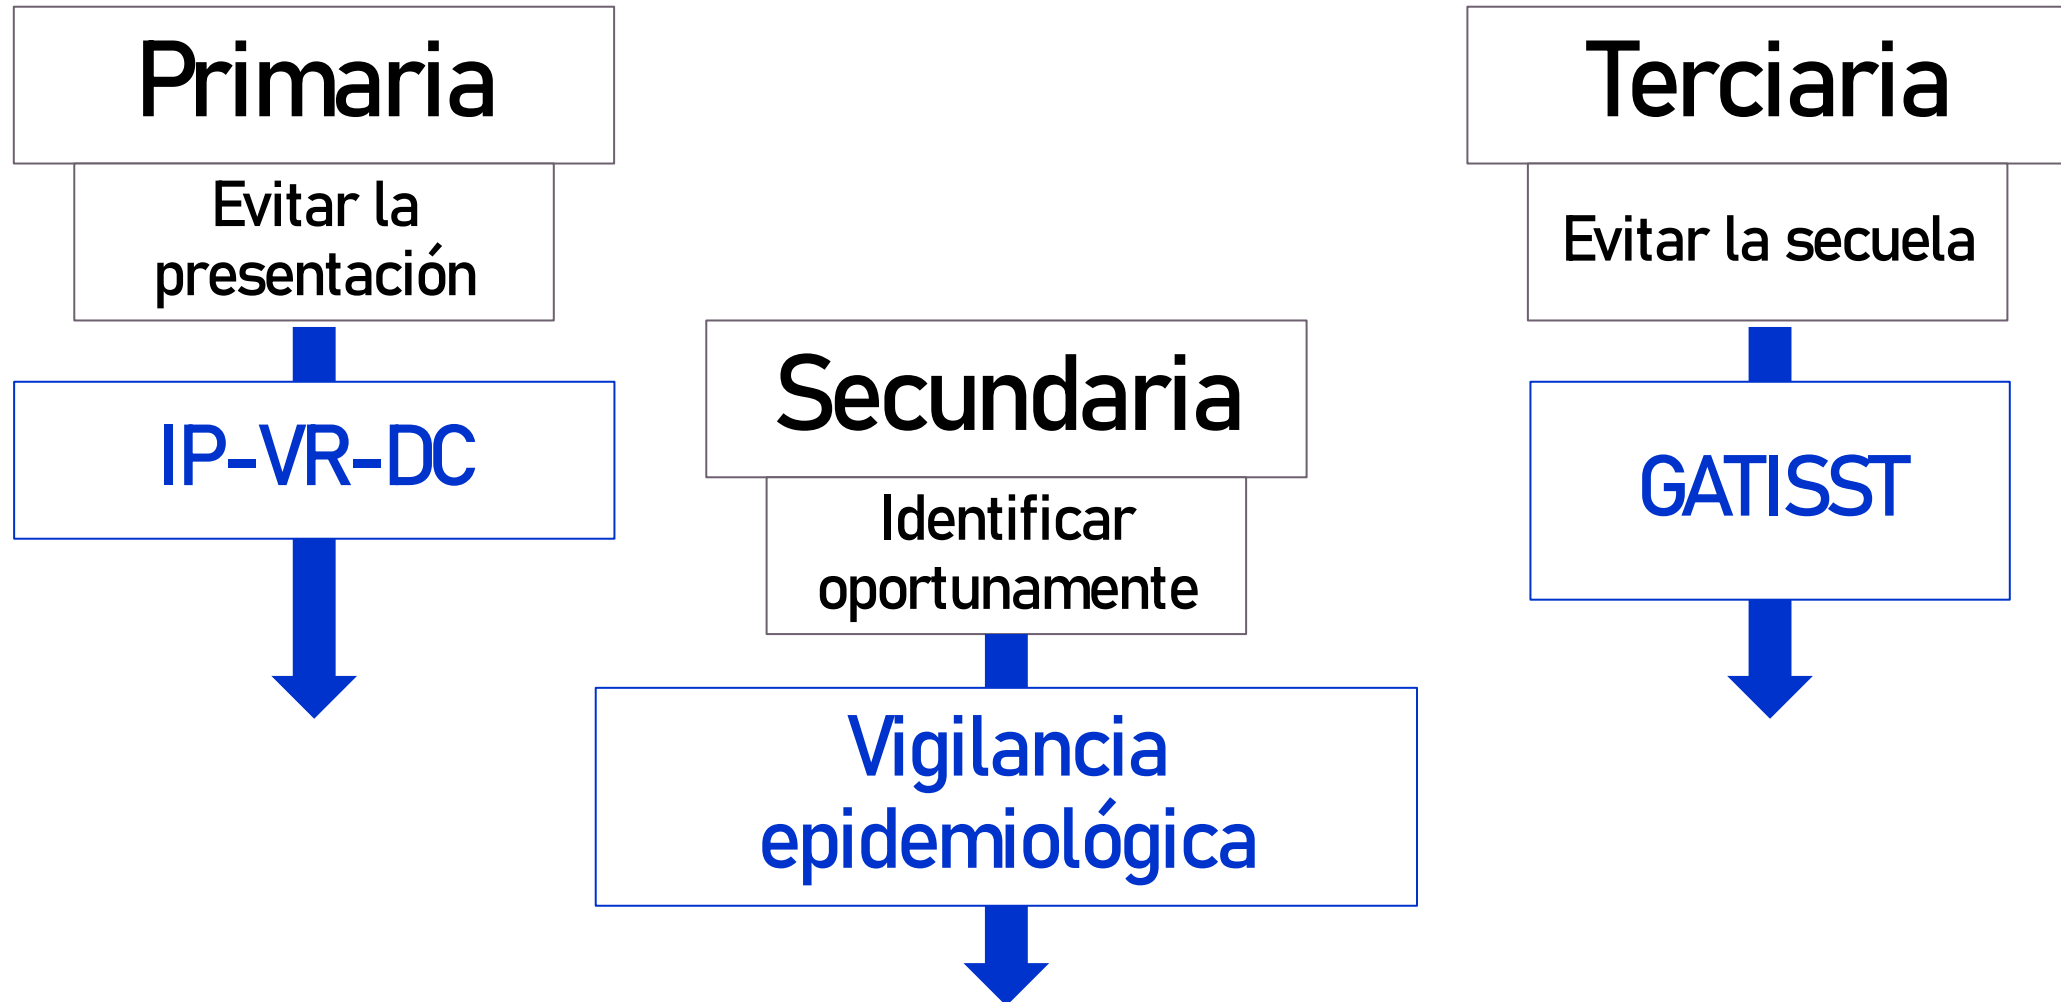 Primaria
Evitar la
presentación
IP-VR-DC
Secundaria
Identificar
oportunamente
Vigilancia
epidemiológica
Terciaria
Evitar la secuela
GATISST